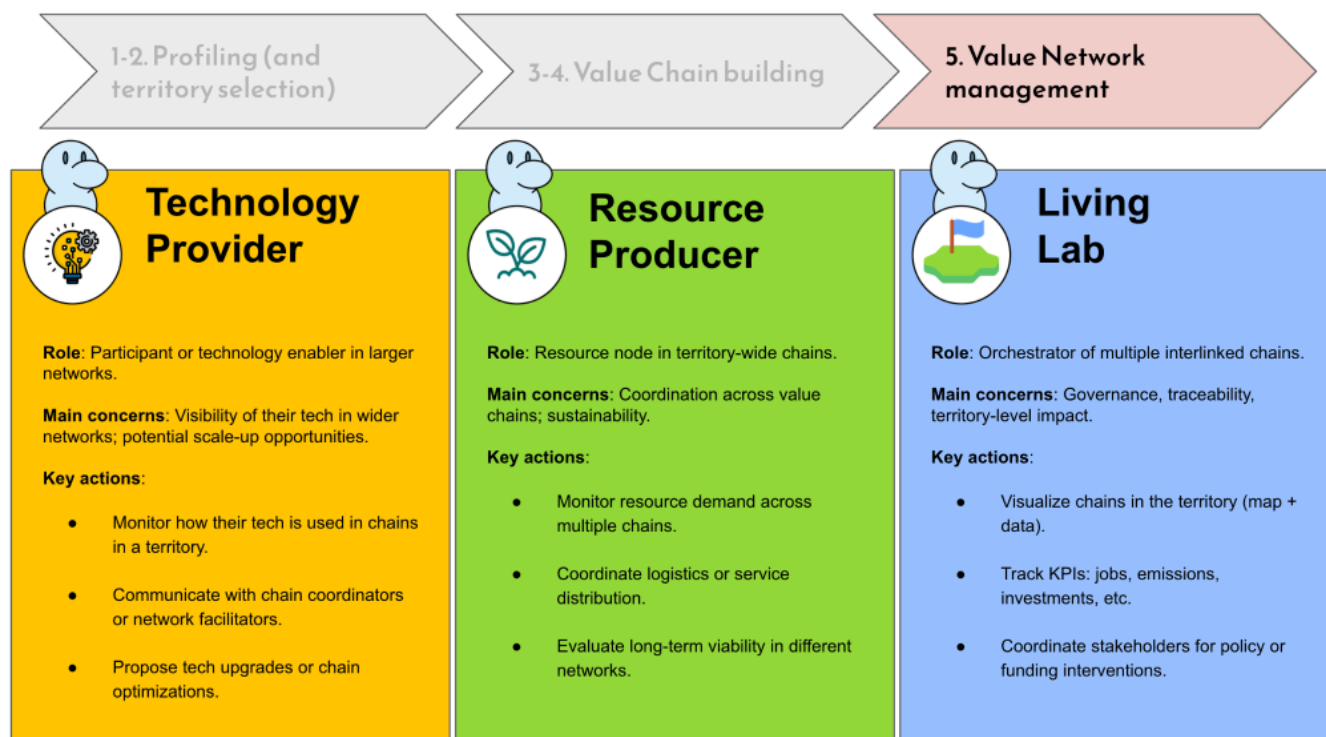 1-2. Profiling (and
territory selection)
3-4. Value Chain building
5. Value Network
management
Technology
Provider
Role: Participant or technology enabler in larger
networks.
Main concerns: Visibility of their tech in wider
networks; potential scale-up opportunities.
Key actions:
● Monitor how their tech is used in chains
in a territory.
● Communicate with chain coordinators
or network facilitators.
● Propose tech upgrades or chain
optimizations.
Resource
Producer
Role: Resource node in territory-wide chains.
Main concerns: Coordination across value
chains; sustainability.
Key actions:
● Monitor resource demand across
multiple chains.
● Coordinate logistics or service
distribution.
● Evaluate long-term viability in different
networks.
Living
Lab
Role: Orchestrator of multiple interlinked chains.
Main concerns: Governance, traceability,
territory-level impact.
Key actions:
● Visualize chains in the territory (map +
data).
● Track KPIs: jobs, emissions,
investments, etc.
● Coordinate stakeholders for policy or
funding interventions.